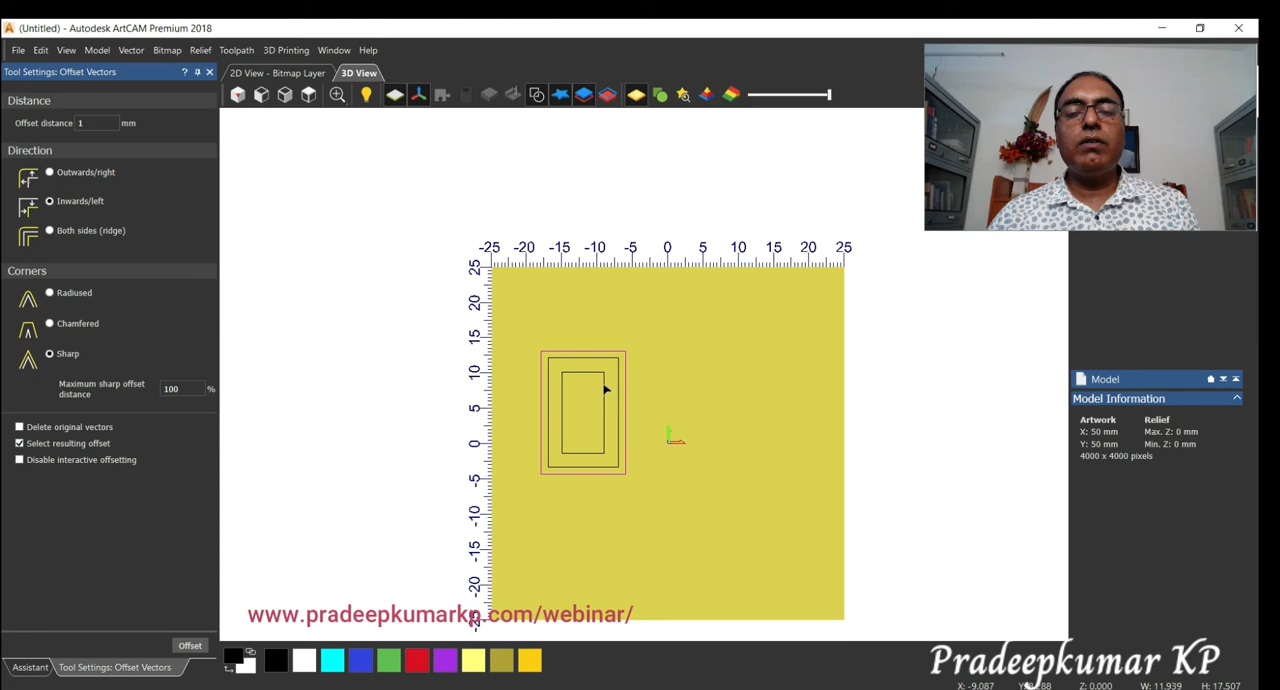 (Untitled) - Autodesk ArtCAM Premium 2018
File Edit View Model Vector Bitmap Relief Toolpath 3D Printing Window Help
Tool Settings: Offset Vectors
2D View - Bitmap Layer 3D View
Distance
Offset distance 1 mm
Direction
Outwards/right
Inwards/left
Both sides (ridge)
Corners
Radiused
Chamfered
Sharp
Maximum sharp offset
distance 100 %
Delete original vectors
Select resulting offset
Disable interactive offsetting
Offset
Assistant Tool Settings: Offset Vectors
-25 -20 -15 -10 -5 0 5 10 15 20 25
25
20
15
10
5
0
-5
-10
-15
-20
Model
Model Information
Artwork Relief
X: 50 mm Max. Z: 0 mm
Y: 50 mm Min. Z: 0 mm
4000 x 4000 pixels
www.pradeepkumarkp.com/webinar/
Pradeepkumar KP
X: -9.087 Z: 0.000 W: 11.939 H: 17.507